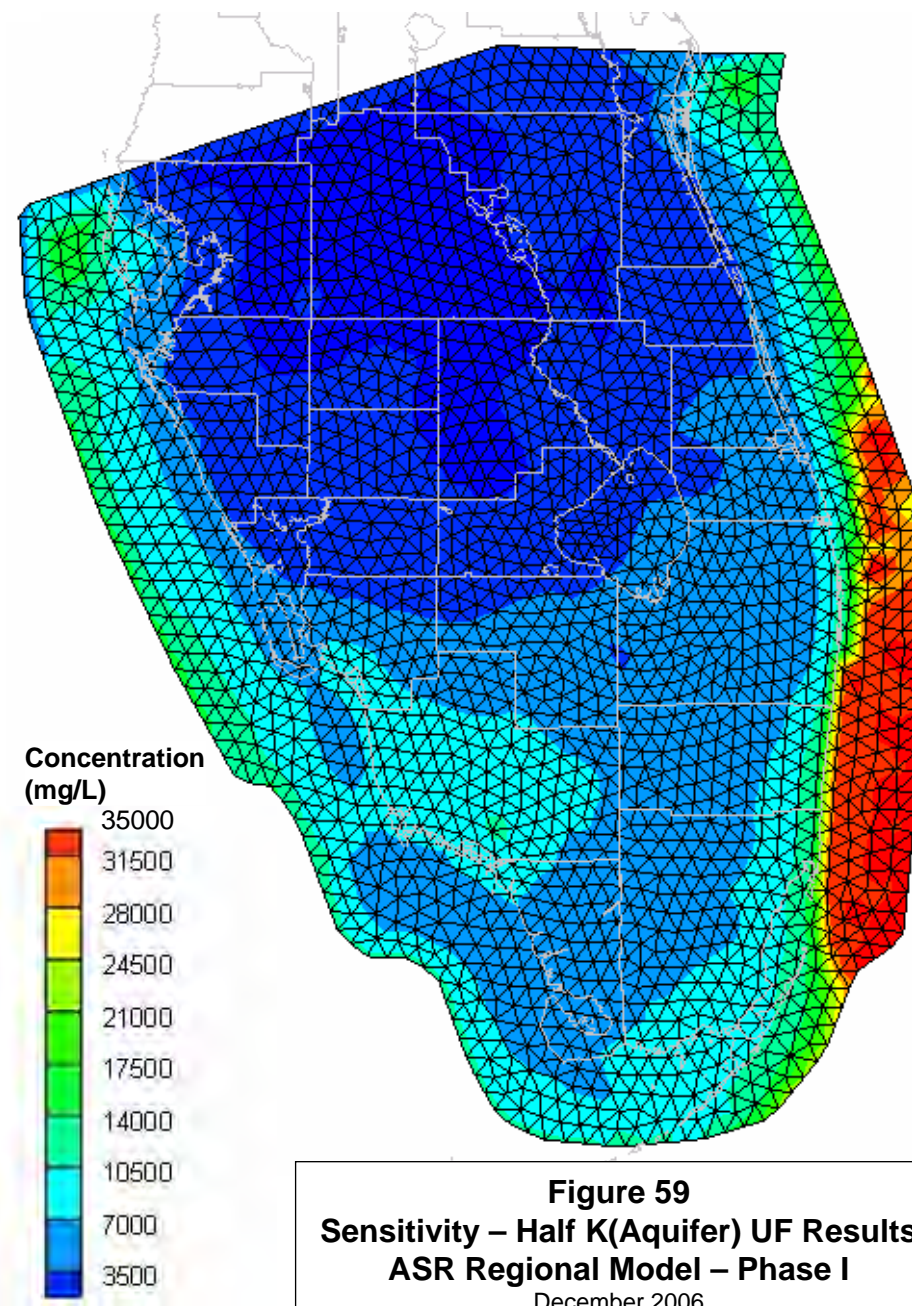 Concentration
(mg/L)
35000
31500
28000
24500
21000
17500
14000
10500
7000
3500
Figure 59
Sensitivity – Half K(Aquifer) UF Results
ASR Regional Model – Phase I
December 2006